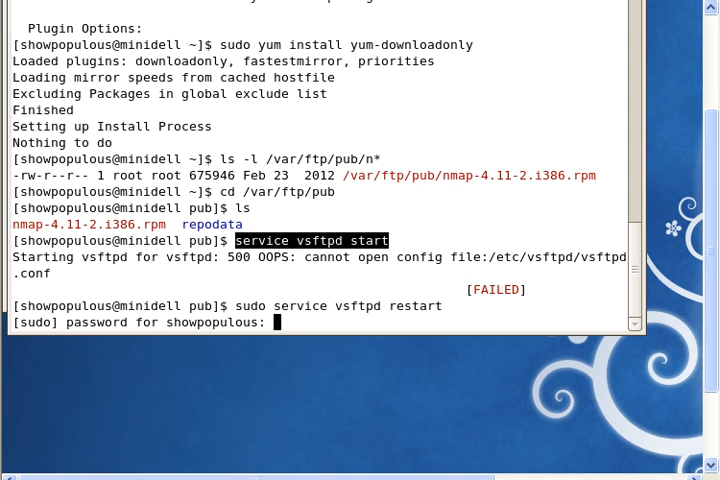 Plugin Options:
[showpopulous@minidell ~]$ sudo yum install yum-downloadonly
Loaded plugins: downloadonly, fastestmirror, priorities
Loading mirror speeds from cached hostfile
Excluding Packages in global exclude list
Finished
Setting up Install Process
Nothing to do
[showpopulous@minidell ~]$ ls -l /var/ftp/pub/n*
-rw-r--r-- 1 root root 675946 Feb 23  2012 /var/ftp/pub/nmap-4.11-2.i386.rpm
[showpopulous@minidell ~]$ cd /var/ftp/pub
[showpopulous@minidell pub]$ ls
nmap-4.11-2.i386.rpm  repodata
[showpopulous@minidell pub]$ service vsftpd start
Starting vsftpd for vsftpd: 500 OOPS: cannot open config file:/etc/vsftpd/vsftpd
.conf
[FAILED]
[showpopulous@minidell pub]$ sudo service vsftpd restart
[sudo] password for showpopulous: